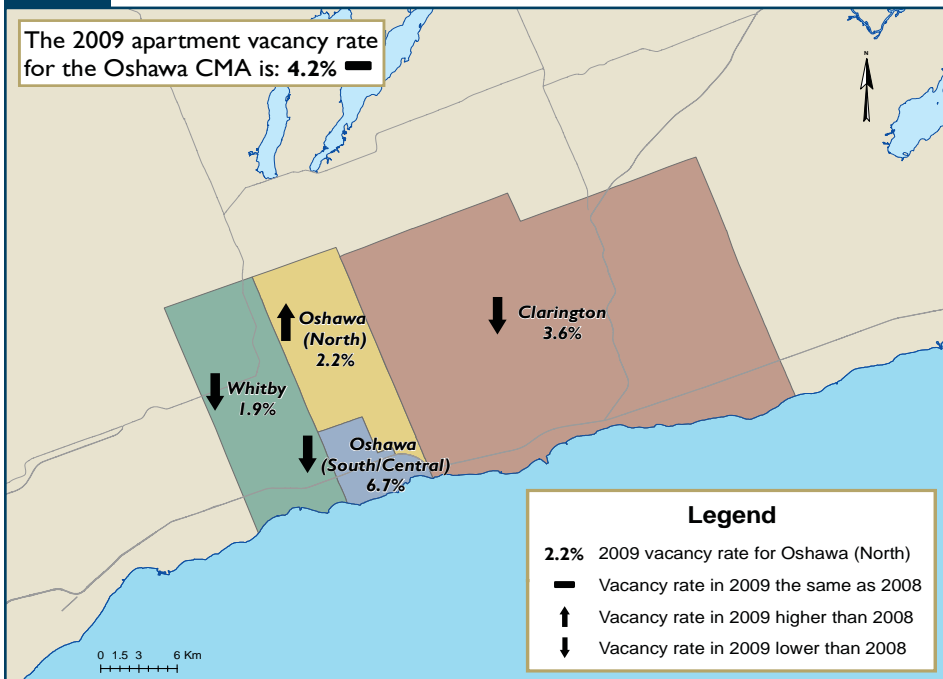 The 2009 apartment vacancy rate
for the Oshawa CMA is: 4.2%
N
Oshawa
(North)
2.2%
Clarington
3.6%
Whitby
1.9%
Oshawa
(South/Central)
6.7%
Legend
2.2% 2009 vacancy rate for Oshawa (North)
Vacancy rate in 2009 the same as 2008
Vacancy rate in 2009 higher than 2008
Vacancy rate in 2009 lower than 2008
0 1.5 3 6 Km